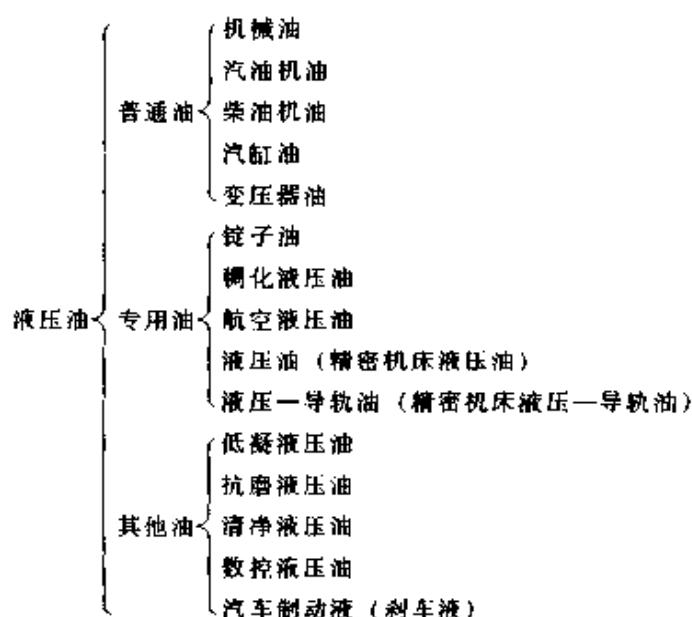 机械油
汽油机油
普通油
柴油机油
汽缸油
变压器油
锭子油
稠化液压油
液压油
专用油
航空液压油
液压油（精密机床液压油）
液压—导轨油（精密机床液压—导轨油）
低凝液压油
抗磨液压油
其他油
清净液压油
数控液压油
汽车制动液（刹车液）